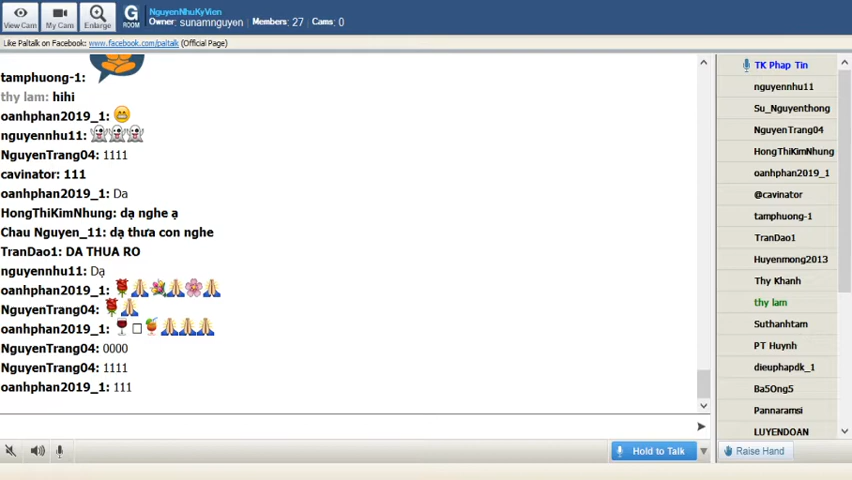 View Cam
My Cam
Enlarge
G
ROOM
NguyenNhuKyVien
Owner: sunamnguyen Members: 27 Cams: 0
Like Paltalk on Facebook: www.facebook.com/paltalk (Official Page)
tamphuong-1:
thy lam: hihi
oanhphan2019_1:
nguyennhu11:
NguyenTrang04: 1111
cavinator: 111
oanhphan2019_1: Da
HongThiKimNhung: dạ nghe ạ
Chau Nguyen_11: dạ thưa con nghe
TranDao1: DA THUA RO
nguyennhu11: Dạ
oanhphan2019_1:
NguyenTrang04:
oanhphan2019_1:
NguyenTrang04: 0000
NguyenTrang04: 1111
oanhphan2019_1: 111
TK Phap Tin
nguyennhu11
Su_Nguyenthong
NguyenTrang04
HongThiKimNhung
oanhphan2019_1
@cavinator
tamphuong-1
TranDao1
Huyenmong2013
Thy Khanh
thy lam
Suthanhtam
PT Huynh
dieuphapdk_1
Ba5Ong5
Pannaramsi
LUYENDOAN
Hold to Talk
Raise Hand